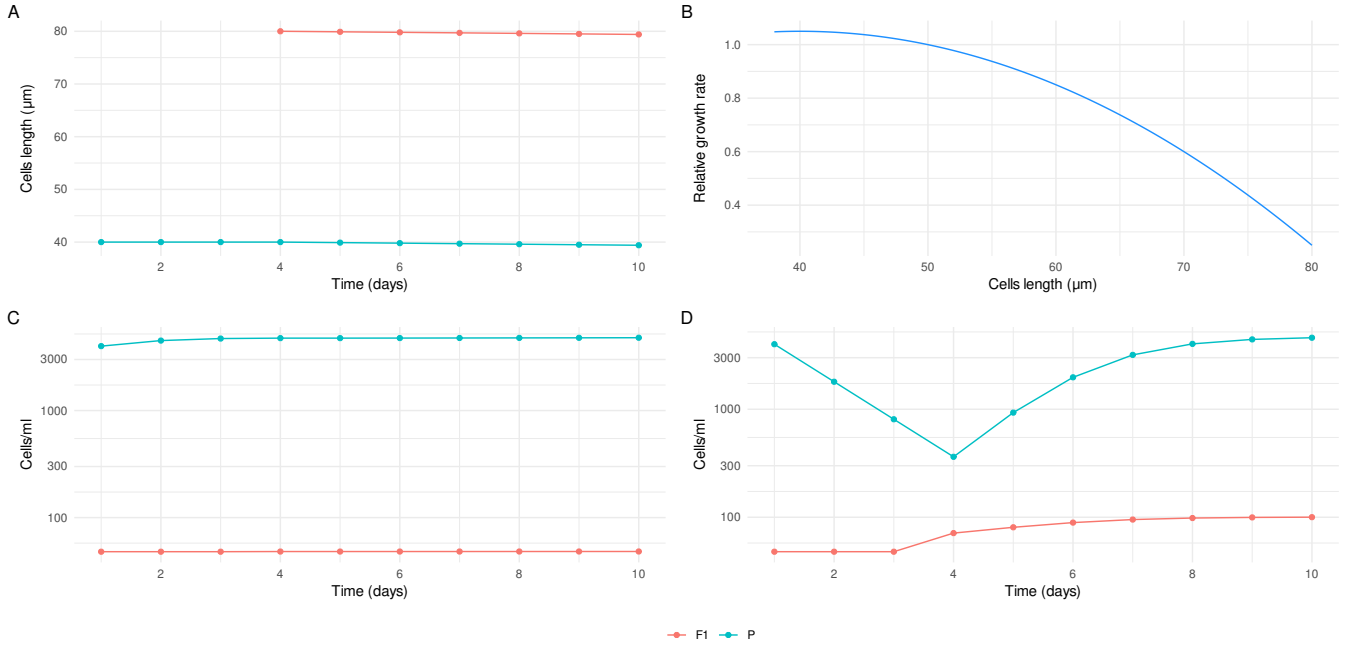 A
Cells length (µm)
80
70
60
50
40
2 4 6 8 10
Time (days)
B
Relative growth rate
1.0
0.8
0.6
0.4
40 50 60 70 80
Cells length (µm)
C
Cells/ml
3000
1000
300
100
2 4 6 8 10
Time (days)
D
Cells/ml
3000
1000
300
100
2 4 6 8 10
Time (days)
F1 P